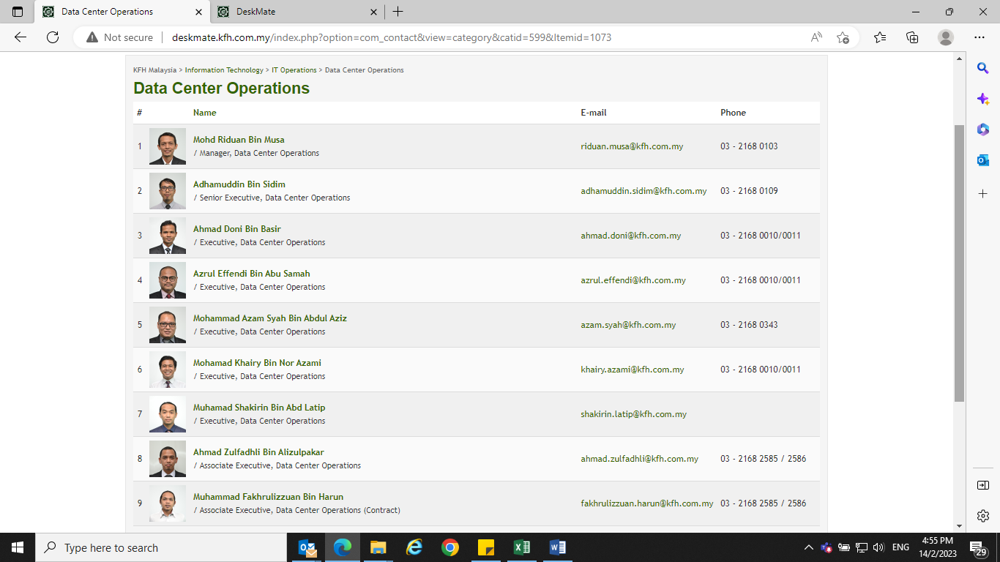 Data Center Operations
DeskMate
Not secure
deskmate.kfh.com.my/index.php?option=com_contact&view=category&catid=599&Itemid=1073
KFH Malaysia > Information Technology > IT Operations > Data Center Operations
Data Center Operations
# Name E-mail Phone
1 Mohd Riduan Bin Musa riduan.musa@kfh.com.my 03 - 2168 0103
/ Manager, Data Center Operations
2 Adhamuddin Bin Sidim adhamuddin.sidim@kfh.com.my 03 - 2168 0109
/ Senior Executive, Data Center Operations
3 Ahmad Doni Bin Basir ahmad.doni@kfh.com.my 03 - 2168 0010/0011
/ Executive, Data Center Operations
4 Azrul Effendi Bin Abu Samah azrul.effendi@kfh.com.my 03 - 2168 0010/0011
/ Executive, Data Center Operations
5 Mohammad Azam Syah Bin Abdul Aziz azam.syah@kfh.com.my 03 - 2168 0343
/ Executive, Data Center Operations
6 Mohamad Khairy Bin Nor Azami khairy.azami@kfh.com.my 03 - 2168 0010/0011
/ Executive, Data Center Operations
7 Muhamad Shakirin Bin Abd Latip shakirin.latip@kfh.com.my
/ Executive, Data Center Operations
8 Ahmad Zulfadhli Bin Alizulpakar ahmad.zulfadhli@kfh.com.my 03 - 2168 2585 / 2586
/ Associate Executive, Data Center Operations
9 Muhammad Fakhrulizzuan Bin Harun fakhrulizzuan.harun@kfh.com.my 03 - 2168 2585 / 2586
/ Associate Executive, Data Center Operations (Contract)
Type here to search
ENG
4:55 PM
14/2/2023
29